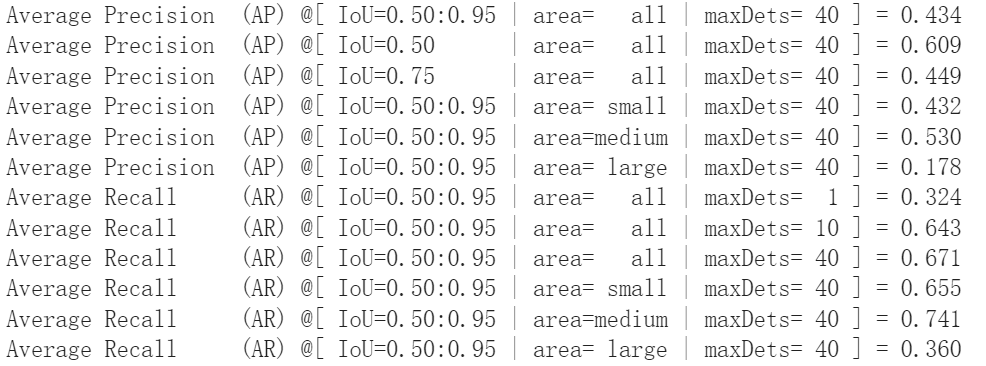 Average Precision  (AP) @[ IoU=0.50:0.95 | area=   all | maxDets= 40 ] = 0.434
Average Precision  (AP) @[ IoU=0.50      | area=   all | maxDets= 40 ] = 0.609
Average Precision  (AP) @[ IoU=0.75      | area=   all | maxDets= 40 ] = 0.449
Average Precision  (AP) @[ IoU=0.50:0.95 | area= small | maxDets= 40 ] = 0.432
Average Precision  (AP) @[ IoU=0.50:0.95 | area=medium | maxDets= 40 ] = 0.530
Average Precision  (AP) @[ IoU=0.50:0.95 | area= large | maxDets= 40 ] = 0.178
Average Recall     (AR) @[ IoU=0.50:0.95 | area=   all | maxDets=  1 ] = 0.324
Average Recall     (AR) @[ IoU=0.50:0.95 | area=   all | maxDets= 10 ] = 0.643
Average Recall     (AR) @[ IoU=0.50:0.95 | area=   all | maxDets= 40 ] = 0.671
Average Recall     (AR) @[ IoU=0.50:0.95 | area= small | maxDets= 40 ] = 0.655
Average Recall     (AR) @[ IoU=0.50:0.95 | area=medium | maxDets= 40 ] = 0.741
Average Recall     (AR) @[ IoU=0.50:0.95 | area= large | maxDets= 40 ] = 0.360